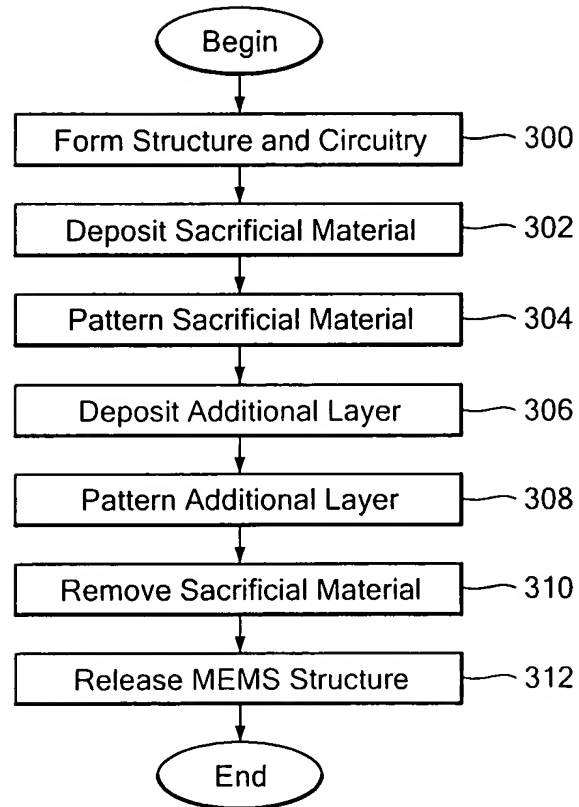 Begin
Form Structure and Circuitry 300
Deposit Sacrificial Material 302
Pattern Sacrificial Material 304
Deposit Additional Layer 306
Pattern Additional Layer 308
Remove Sacrificial Material 310
Release MEMS Structure 312
End